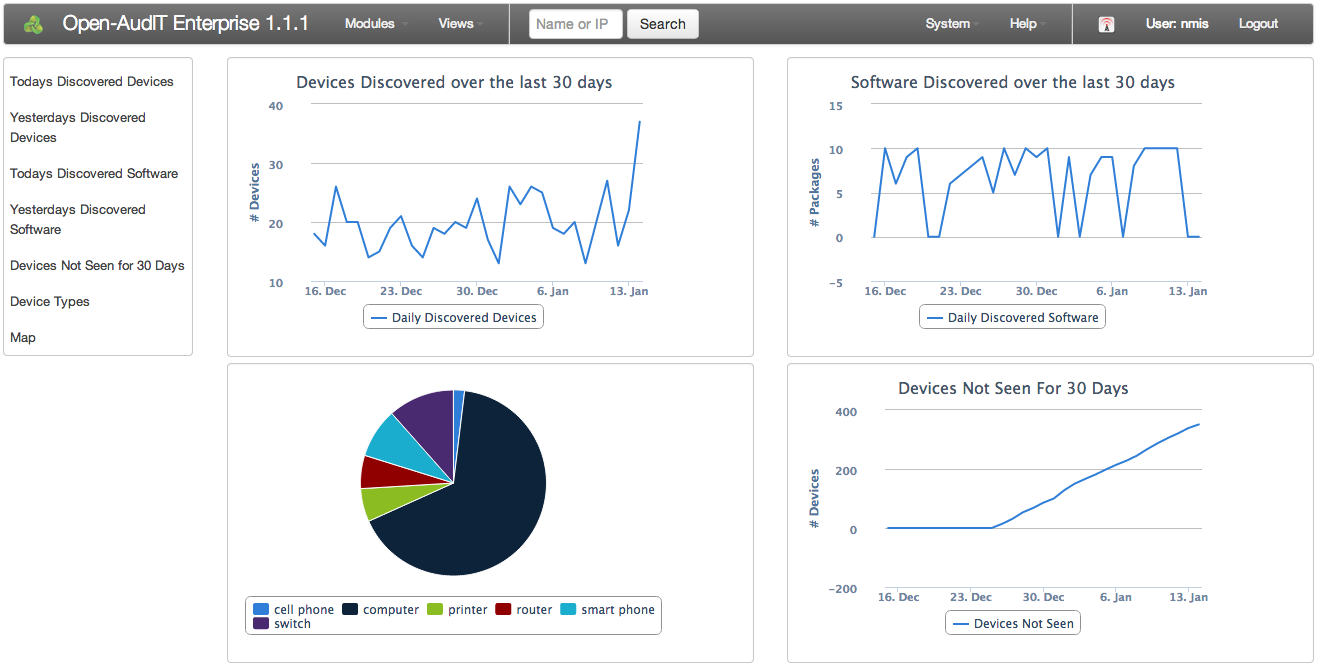 Open-AudIT Enterprise 1.1.1 Modules Views Name or IP Search System Help User: nmis Logout
Todays Discovered Devices
Yesterdays Discovered
Devices
Todays Discovered Software
Yesterdays Discovered
Software
Devices Not Seen for 30 Days
Device Types
Map
Devices Discovered over the last 30 days
# Devices
40
30
20
10
16. Dec 23. Dec 30. Dec 6. Jan 13. Jan
Daily Discovered Devices
Software Discovered over the last 30 days
# Packages
15
10
5
0
−5
16. Dec 23. Dec 30. Dec 6. Jan 13. Jan
Daily Discovered Software
cell phone computer printer router smart phone
switch
Devices Not Seen For 30 Days
# Devices
400
200
0
−200
16. Dec 23. Dec 30. Dec 6. Jan 13. Jan
Devices Not Seen